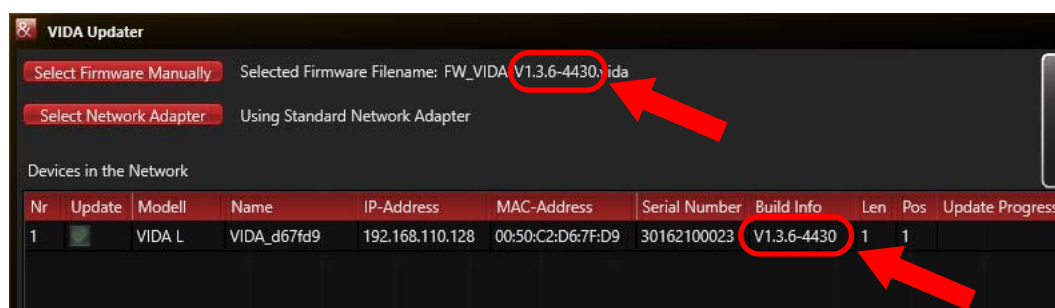 & VIDA Updater
Select Firmware Manually Selected Firmware Filename: FW_VIDA_V1.3.6-4430.vida
Select Network Adapter Using Standard Network Adapter
Devices in the Network
Nr Update Modell Name IP-Address MAC-Address Serial Number Build Info Len Pos Update Progress
1 VIDA L VIDA_d67fd9 192.168.110.128 00:50:C2:D6:7F:D9 30162100023 V1.3.6-4430 1 1